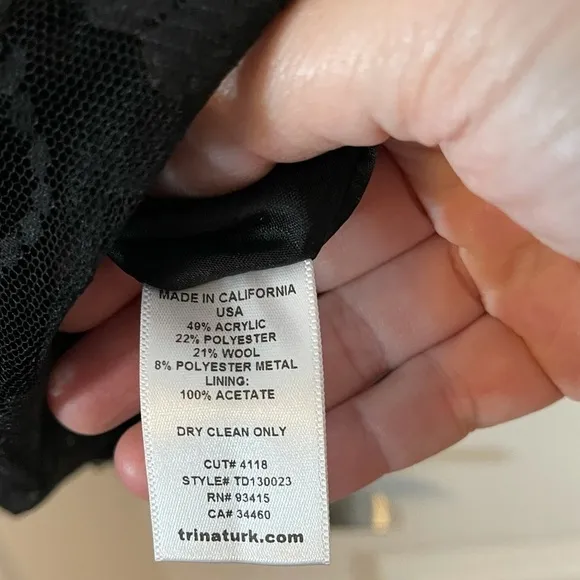 MADE IN CALIFORNIA
USA
49% ACRYLIC
22% POLYESTER
21% WOOL
8% POLYESTER METAL
LINING:
100% ACETATE
DRY CLEAN ONLY
CUT# 4118
STYLE# TD130023
RN# 93415
CA# 34460
trinaturk.com